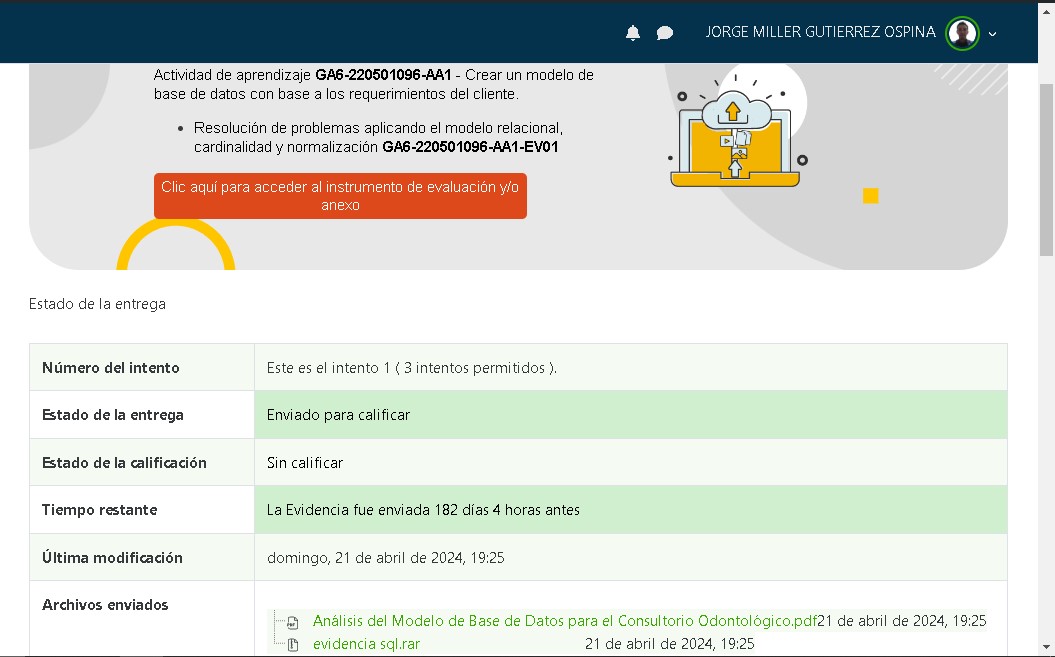 JORGE MILLER GUTIERREZ OSPINA
Actividad de aprendizaje GA6-220501096-AA1 - Crear un modelo de
base de datos con base a los requerimientos del cliente.
• Resolución de problemas aplicando el modelo relacional,
cardinalidad y normalización GA6-220501096-AA1-EV01
Clic aquí para acceder al instrumento de evaluación y/o
anexo
Estado de la entrega
Número del intento Este es el intento 1 ( 3 intentos permitidos ).
Estado de la entrega Enviado para calificar
Estado de la calificación Sin calificar
Tiempo restante La Evidencia fue enviada 182 días 4 horas antes
Última modificación domingo, 21 de abril de 2024, 19:25
Archivos enviados
Análisis del Modelo de Base de Datos para el Consultorio Odontológico.pdf21 de abril de 2024, 19:25
evidencia sql.rar 21 de abril de 2024, 19:25